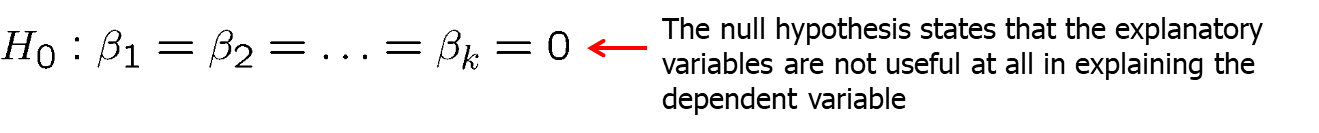 H₀ : β₁ = β₂ = . . . = βₖ = 0
The null hypothesis states that the explanatory
variables are not useful at all in explaining the
dependent variable